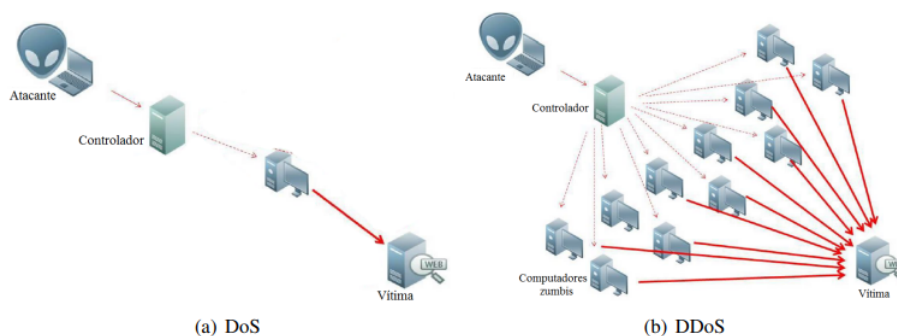 Atacante
Controlador
WEB
Vítima
(a) DoS
Atacante
Controlador
Computadores
zumbis
WEB
Vítima
(b) DDoS